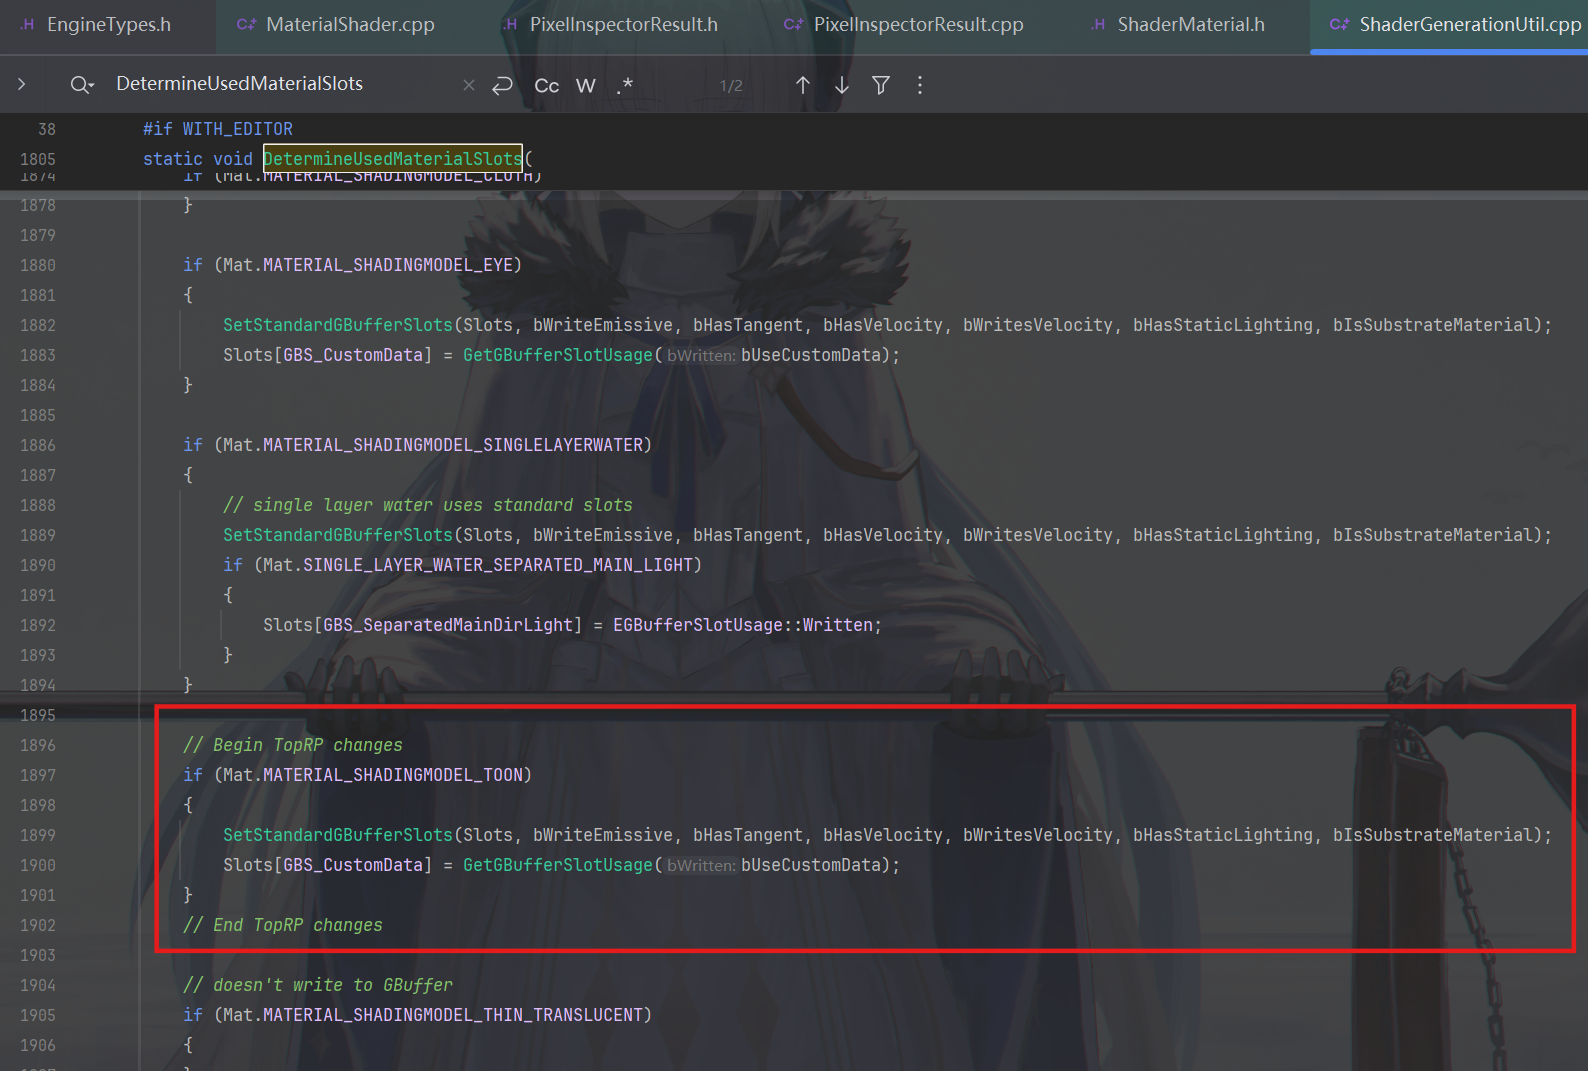 EngineTypes.h
MaterialShader.cpp
PixelInspectorResult.h
PixelInspectorResult.cpp
ShaderMaterial.h
ShaderGenerationUtil.cpp
DetermineUsedMaterialSlots
Cc W .* 1/2
38 #if WITH_EDITOR
1805 static void DetermineUsedMaterialSlots(
1874 if (Mat.MATERIAL_SHADINGMODEL_CLOTH)
1878 }
1879
1880 if (Mat.MATERIAL_SHADINGMODEL_EYE)
1881 {
1882 SetStandardGBufferSlots(Slots, bWriteEmissive, bHasTangent, bHasVelocity, bWritesVelocity, bHasStaticLighting, bIsSubstrateMaterial);
1883 Slots[GBS_CustomData] = GetGBufferSlotUsage( bWritten: bUseCustomData);
1884 }
1885
1886 if (Mat.MATERIAL_SHADINGMODEL_SINGLELAYERWATER)
1887 {
1888 // single layer water uses standard slots
1889 SetStandardGBufferSlots(Slots, bWriteEmissive, bHasTangent, bHasVelocity, bWritesVelocity, bHasStaticLighting, bIsSubstrateMaterial);
1890 if (Mat.SINGLE_LAYER_WATER_SEPARATED_MAIN_LIGHT)
1891 {
1892 Slots[GBS_SeparatedMainDirLight] = EGBufferSlotUsage::Written;
1893 }
1894 }
1895
1896 // Begin TopRP changes
1897 if (Mat.MATERIAL_SHADINGMODEL_TOON)
1898 {
1899 SetStandardGBufferSlots(Slots, bWriteEmissive, bHasTangent, bHasVelocity, bWritesVelocity, bHasStaticLighting, bIsSubstrateMaterial);
1900 Slots[GBS_CustomData] = GetGBufferSlotUsage( bWritten: bUseCustomData);
1901 }
1902 // End TopRP changes
1903
1904 // doesn't write to GBuffer
1905 if (Mat.MATERIAL_SHADINGMODEL_THIN_TRANSLUCENT)
1906 {